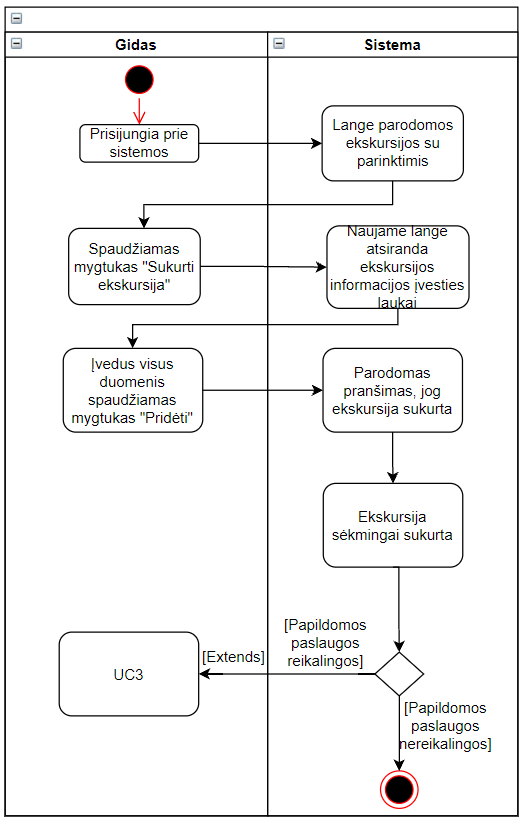 Gidas
Sistema
Prisijungia prie
sistemos
Lange parodomos
ekskursijos su
parinktimis
Spaudžiamas
mygtukas "Sukurti
ekskursija"
Naujame lange
atsiranda
ekskursijos
informacijos įvesties
laukai
Įvedus visus
duomenis
spaudžiamas
mygtukas "Pridėti"
Parodomas
pranšimas, jog
ekskursija sukurta
Ekskursija
sėkmingai sukurta
[Papildomos
paslaugos
reikalingos]
[Extends]
UC3
[Papildomos
paslaugos
nereikalingos]